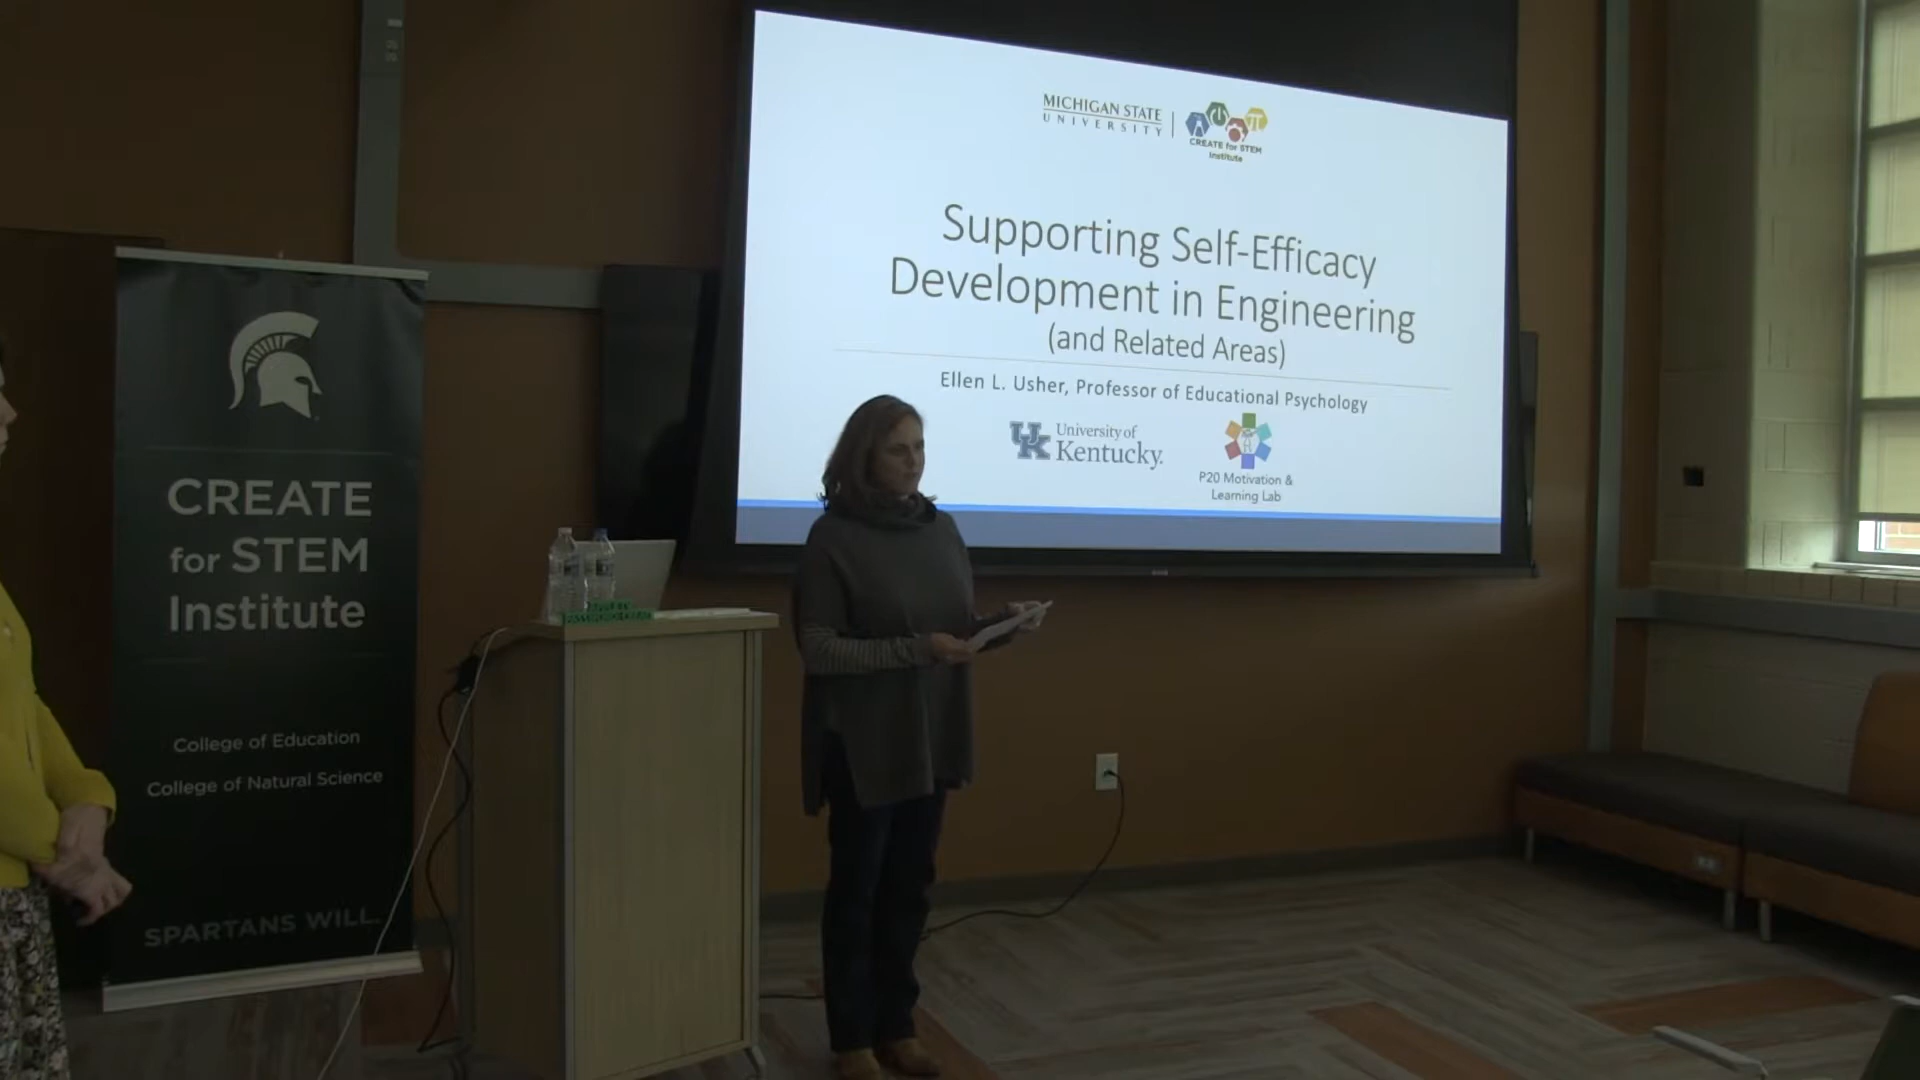 MICHIGAN STATE
UNIVERSITY
CREATE for STEM
Institute
Supporting Self-Efficacy
Development in Engineering
(and Related Areas)
Ellen L. Usher, Professor of Educational Psychology
UK
University of
Kentucky.
P20 Motivation &
Learning Lab
CREATE
for STEM
Institute
College of Education
College of Natural Science
SPARTANS WILL.